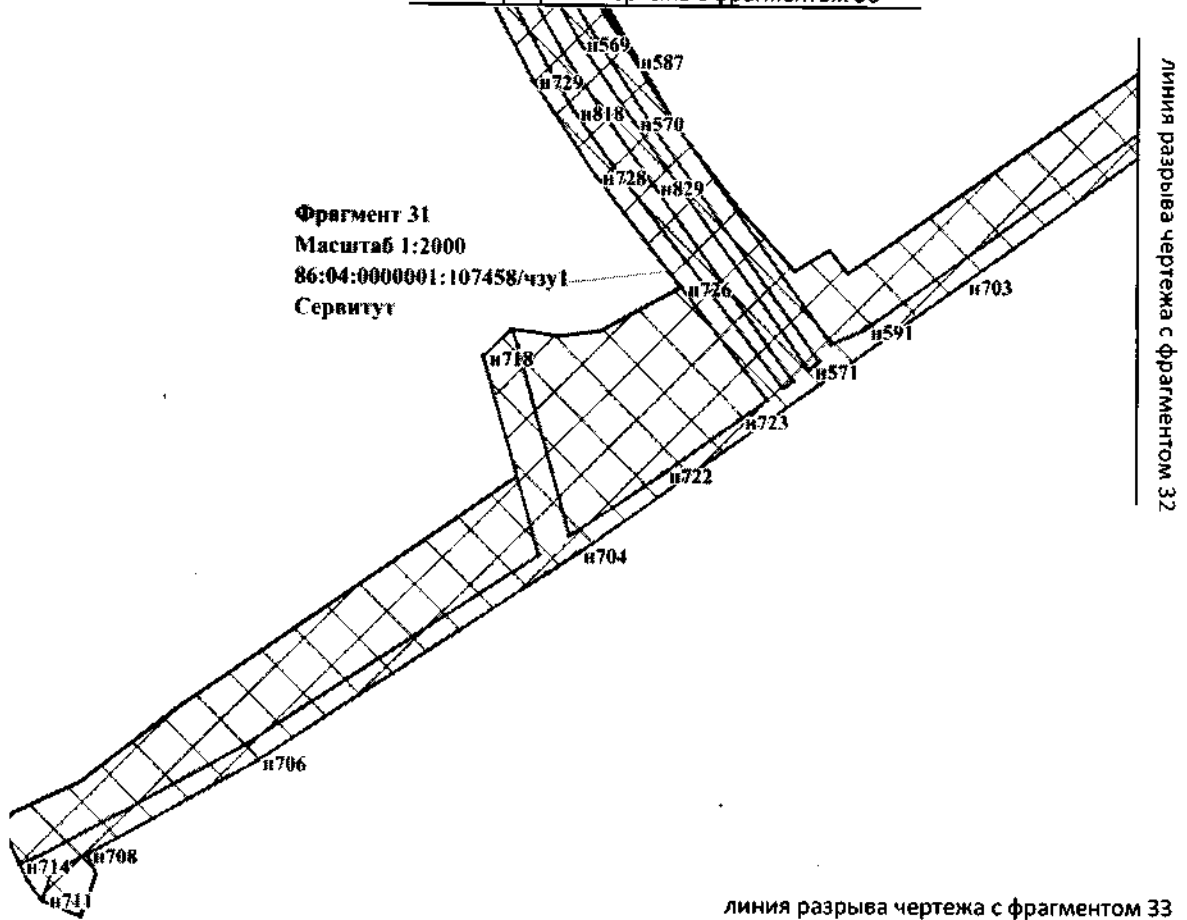 н569
н587
н729
н818
н570
н728
н829
Фрагмент 31
Масштаб 1:2000
86:04:0000001:107458/чзу1
Сервитут
н726
н703
н591
н718
н571
н723
н722
н704
н706
н708
н714
н711
линия разрыва чертежа с фрагментом 32
линия разрыва чертежа с фрагментом 33